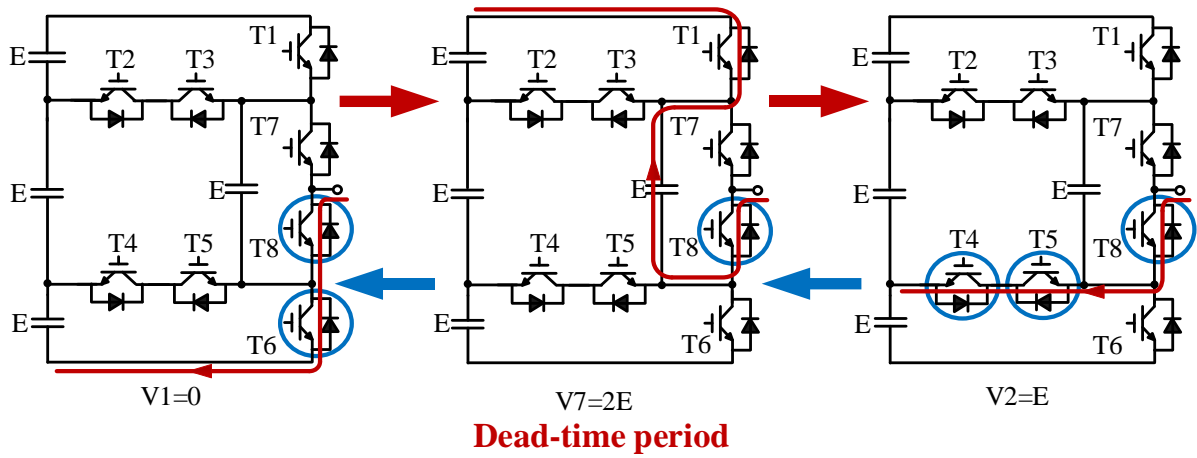 T1
E
T2 T3
T7
E
E
T4 T5
T8
E
T6
V1=0
T1
E
T2 T3
T7
E
E
T4 T5
T8
E
T6
V7=2E
T1
E
T2 T3
T7
E
E
T4 T5
T8
E
T6
V2=E
Dead-time period